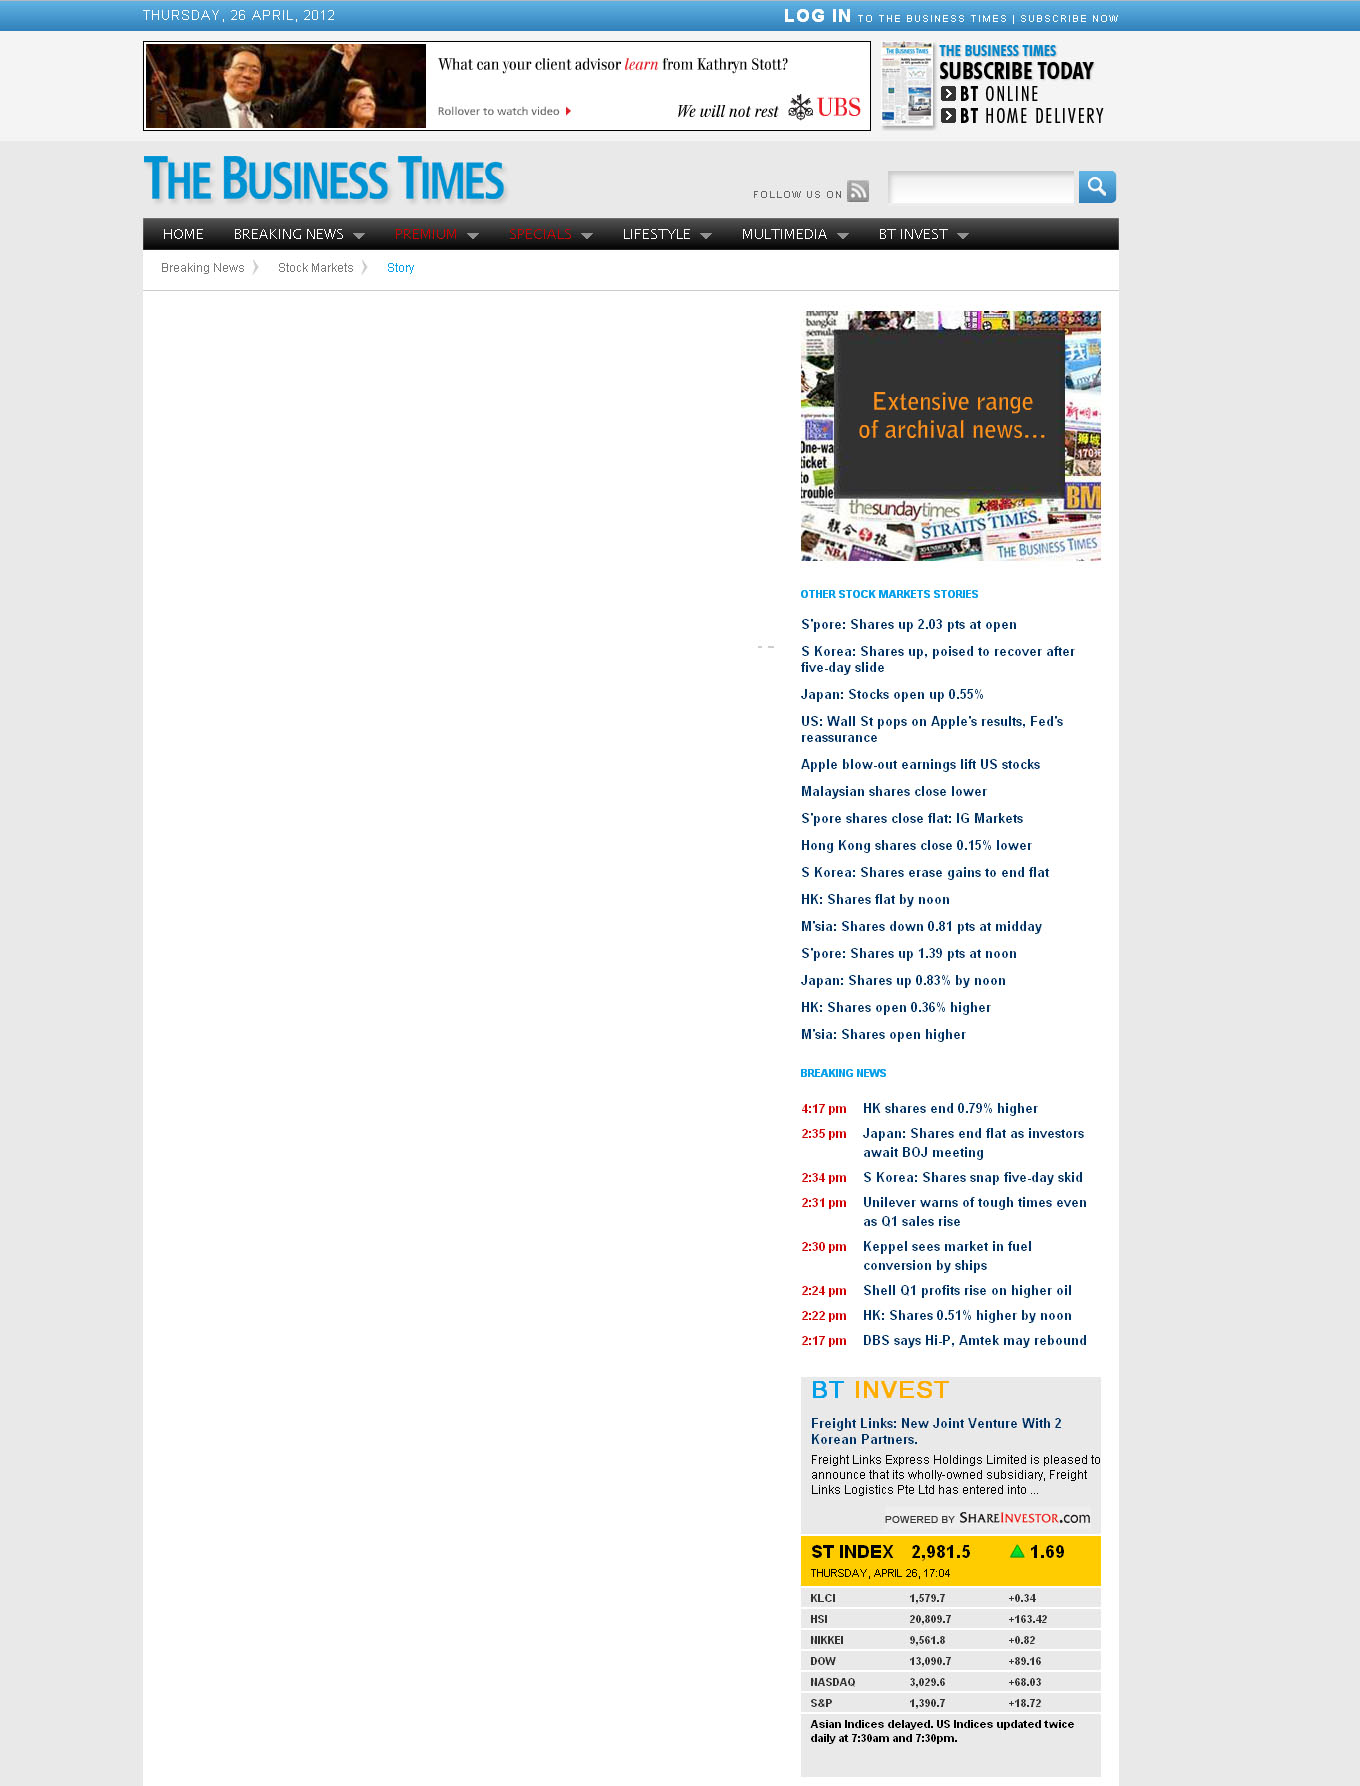 THURSDAY, 26 APRIL, 2012
LOG IN TO THE BUSINESS TIMES | SUBSCRIBE NOW
What can your client advisor learn from Kathryn Stott?
Rollover to watch video
We will not rest UBS
THE BUSINESS TIMES
SUBSCRIBE TODAY
BT ONLINE
BT HOME DELIVERY
THE BUSINESS TIMES
FOLLOW US ON
HOME BREAKING NEWS PREMIUM SPECIALS LIFESTYLE MULTIMEDIA BT INVEST
Breaking News Stock Markets Story
bangkit
semula
Extensive range
of archival news...
One-wa
ticket
to
trouble
thesundaytimes
STRAITS TIMES.
NBA
THE BUSINESS TIMES
BM
170%
OTHER STOCK MARKETS STORIES
S'pore: Shares up 2.03 pts at open
S Korea: Shares up, poised to recover after
five-day slide
Japan: Stocks open up 0.55%
US: Wall St pops on Apple's results, Fed's
reassurance
Apple blow-out earnings lift US stocks
Malaysian shares close lower
S'pore shares close flat: IG Markets
Hong Kong shares close 0.15% lower
S Korea: Shares erase gains to end flat
HK: Shares flat by noon
M'sia: Shares down 0.81 pts at midday
S'pore: Shares up 1.39 pts at noon
Japan: Shares up 0.83% by noon
HK: Shares open 0.36% higher
M'sia: Shares open higher
BREAKING NEWS
4:17 pm HK shares end 0.79% higher
2:35 pm Japan: Shares end flat as investors
await BOJ meeting
2:34 pm S Korea: Shares snap five-day skid
2:31 pm Unilever warns of tough times even
as Q1 sales rise
2:30 pm Keppel sees market in fuel
conversion by ships
2:24 pm Shell Q1 profits rise on higher oil
2:22 pm HK: Shares 0.51% higher by noon
2:17 pm DBS says Hi-P, Amtek may rebound
BT INVEST
Freight Links: New Joint Venture With 2
Korean Partners.
Freight Links Express Holdings Limited is pleased to
announce that its wholly-owned subsidiary, Freight
Links Logistics Pte Ltd has entered into ...
POWERED BY SHAREINVESTOR.com
ST INDEX 2,981.5 1.69
THURSDAY, APRIL 26, 17:04
KLCI 1,579.7 +0.34
HSI 20,809.7 +163.42
NIKKEI 9,561.8 +0.82
DOW 13,090.7 +89.16
NASDAQ 3,029.6 +68.03
S&P 1,390.7 +18.72
Asian Indices delayed. US Indices updated twice
daily at 7:30am and 7:30pm.